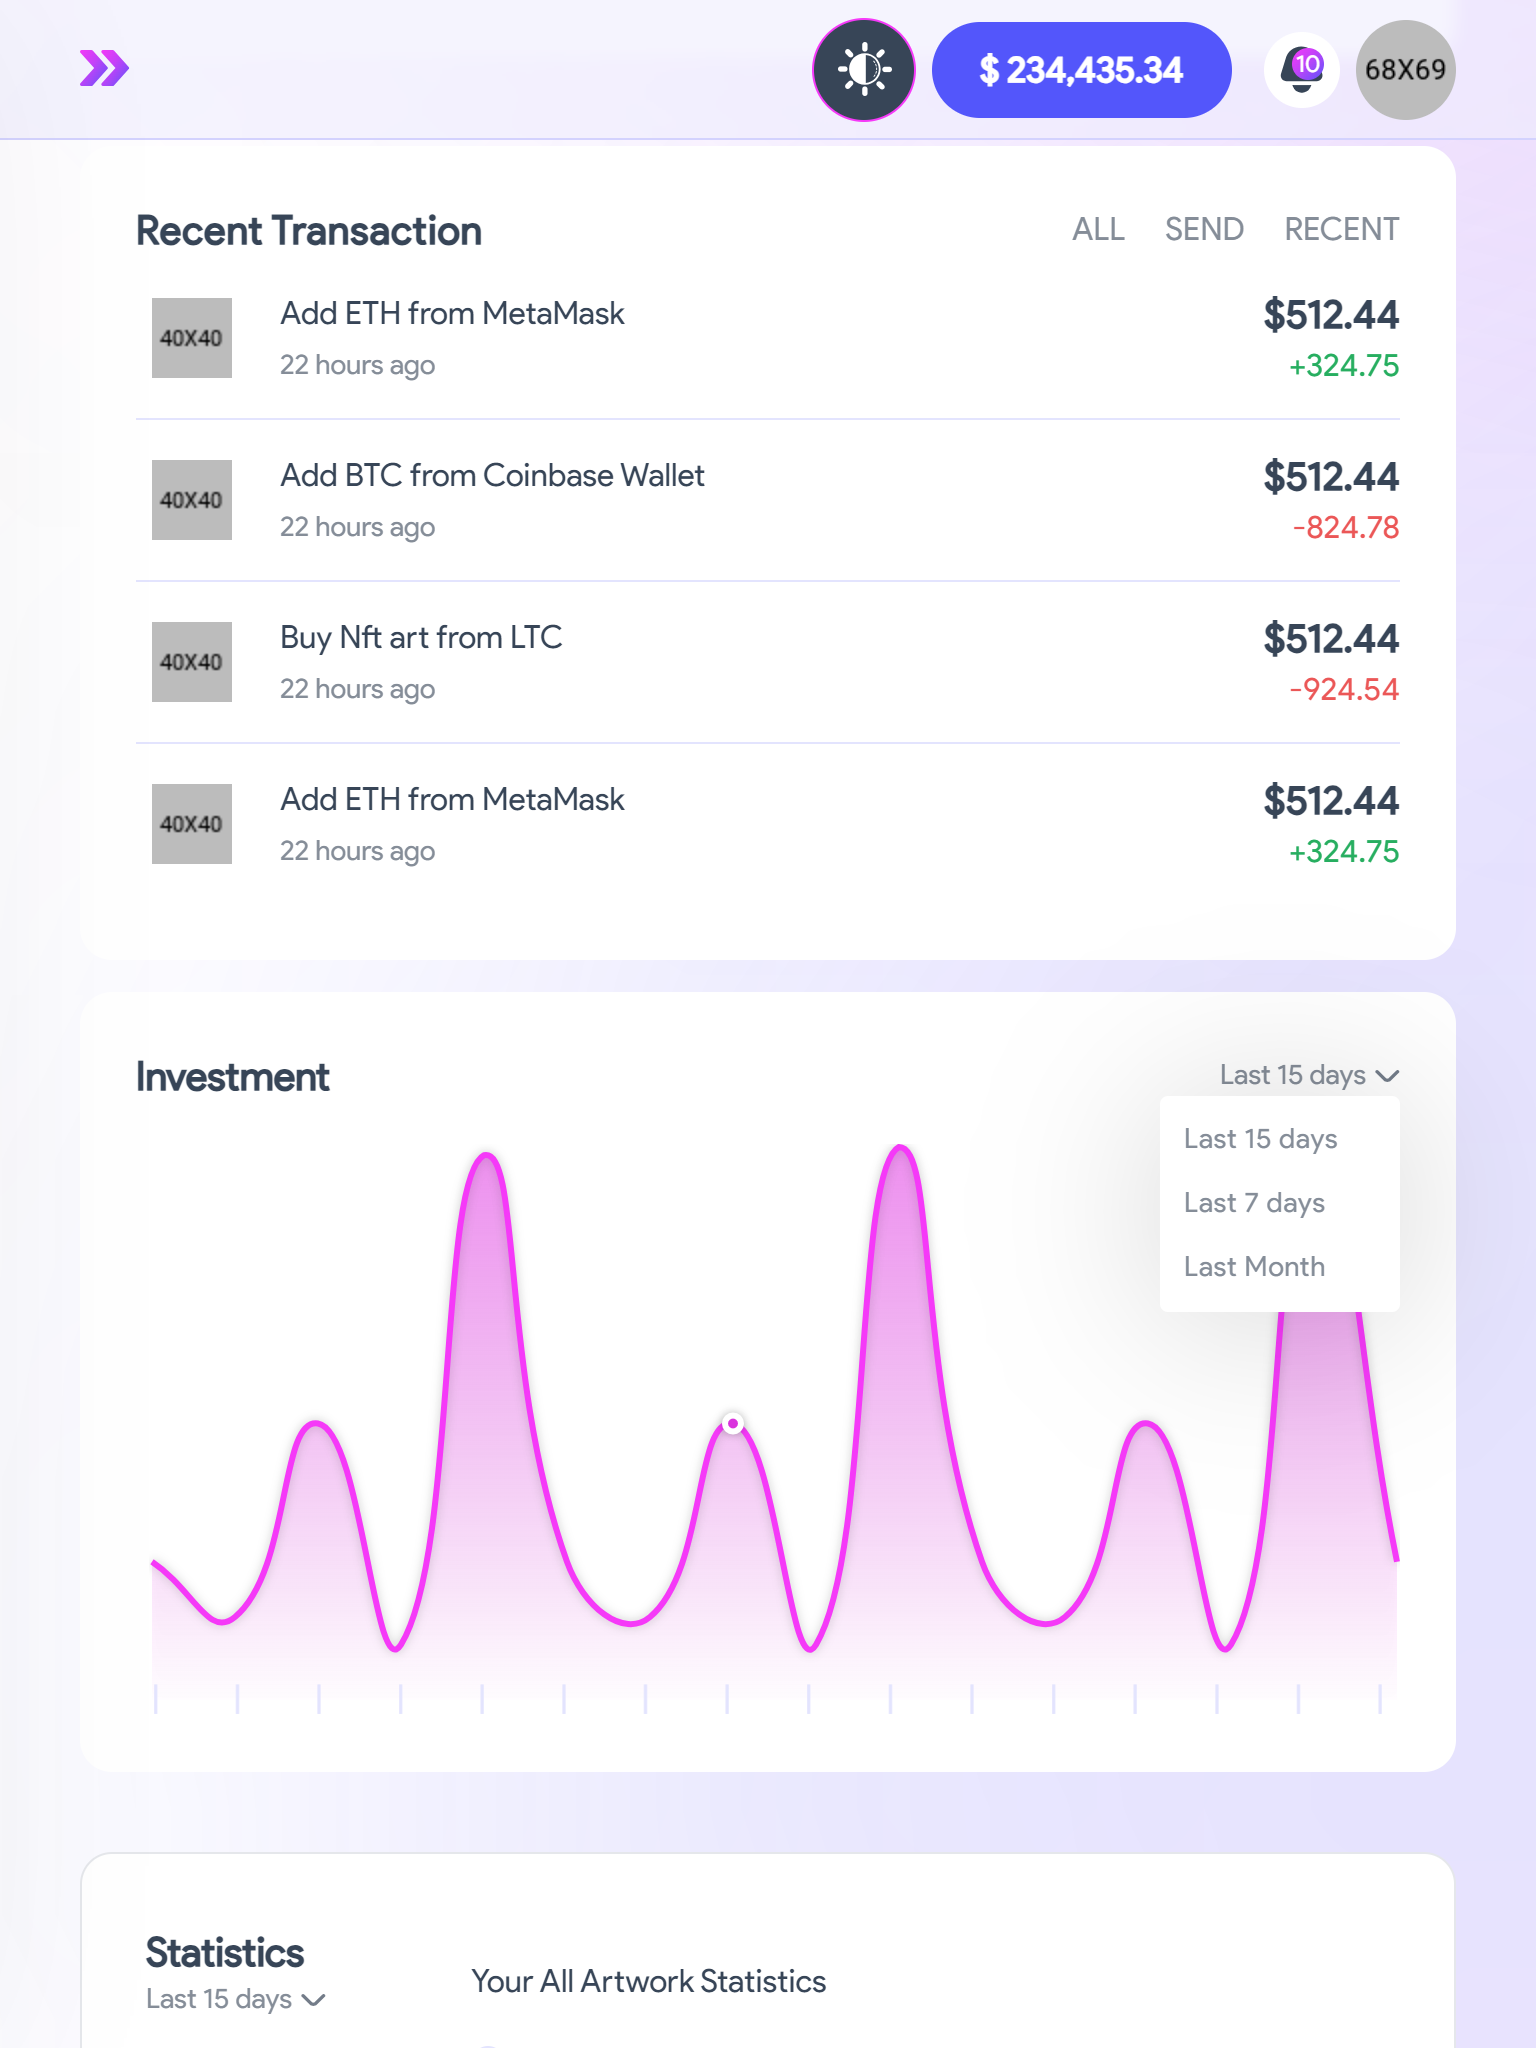 $ 234,435.34
10
68X69
Recent Transaction
ALL SEND RECENT
40X40
Add ETH from MetaMask
22 hours ago
$512.44
+324.75
40X40
Add BTC from Coinbase Wallet
22 hours ago
$512.44
-824.78
40X40
Buy Nft art from LTC
22 hours ago
$512.44
-924.54
40X40
Add ETH from MetaMask
22 hours ago
$512.44
+324.75
Investment
Last 15 days
Last 15 days
Last 7 days
Last Month
Statistics
Last 15 days
Your All Artwork Statistics